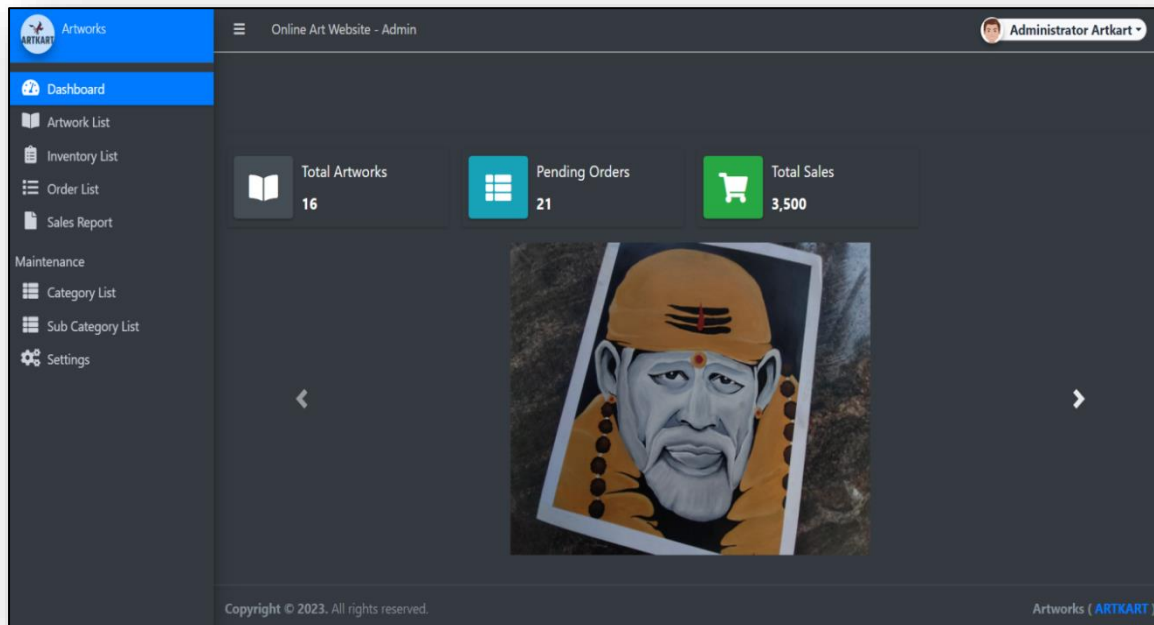 ARTKART
Artworks
Online Art Website - Admin
Administrator Artkart
Dashboard
Artwork List
Inventory List
Order List
Sales Report
Maintenance
Category List
Sub Category List
Settings
Total Artworks
16
Pending Orders
21
Total Sales
3,500
Copyright © 2023. All rights reserved.
Artworks ( ARTKART )